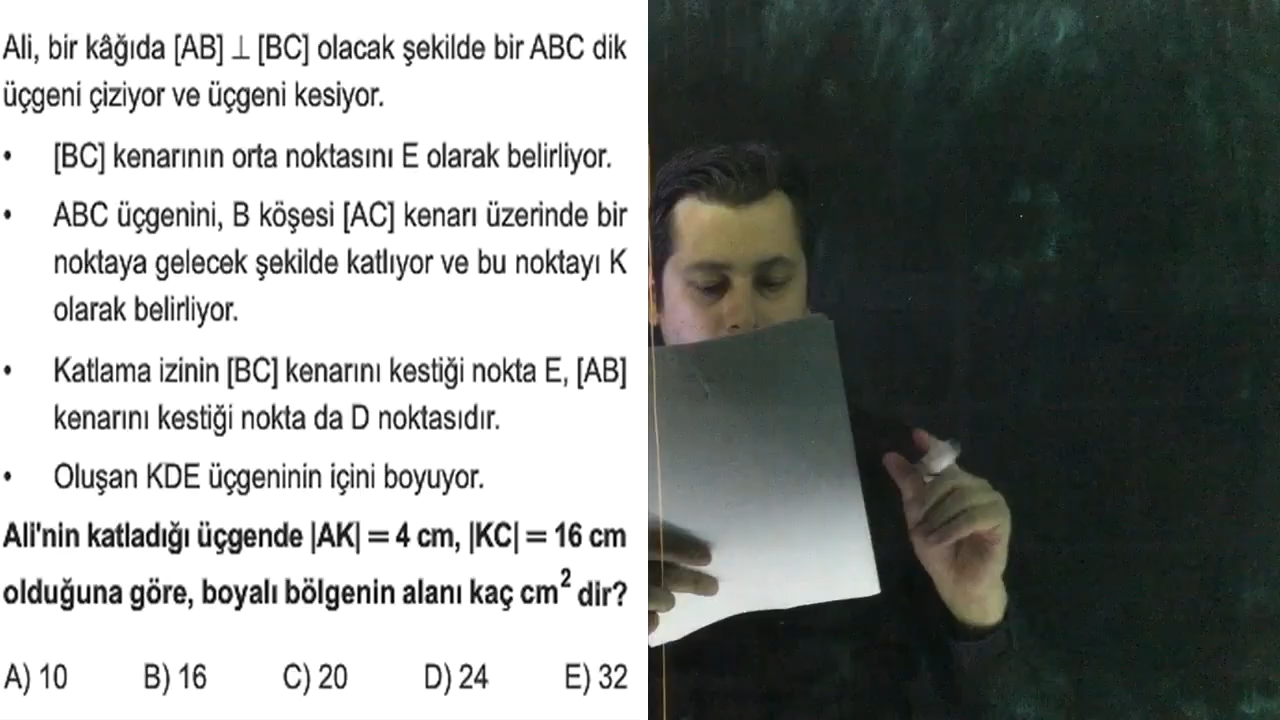 Ali, bir kâğıda [AB] ⊥ [BC] olacak şekilde bir ABC dik
üçgeni çiziyor ve üçgeni kesiyor.
• [BC] kenarının orta noktasını E olarak belirliyor.
• ABC üçgenini, B köşesi [AC] kenarı üzerinde bir
noktaya gelecek şekilde katlıyor ve bu noktayı K
olarak belirliyor.
• Katlama izinin [BC] kenarını kestiği nokta E, [AB]
kenarını kestiği nokta da D noktasıdır.
• Oluşan KDE üçgeninin içini boyuyor.
Ali'nin katladığı üçgende |AK| = 4 cm, |KC| = 16 cm
olduğuna göre, boyalı bölgenin alanı kaç cm² dir?
A) 10 B) 16 C) 20 D) 24 E) 32